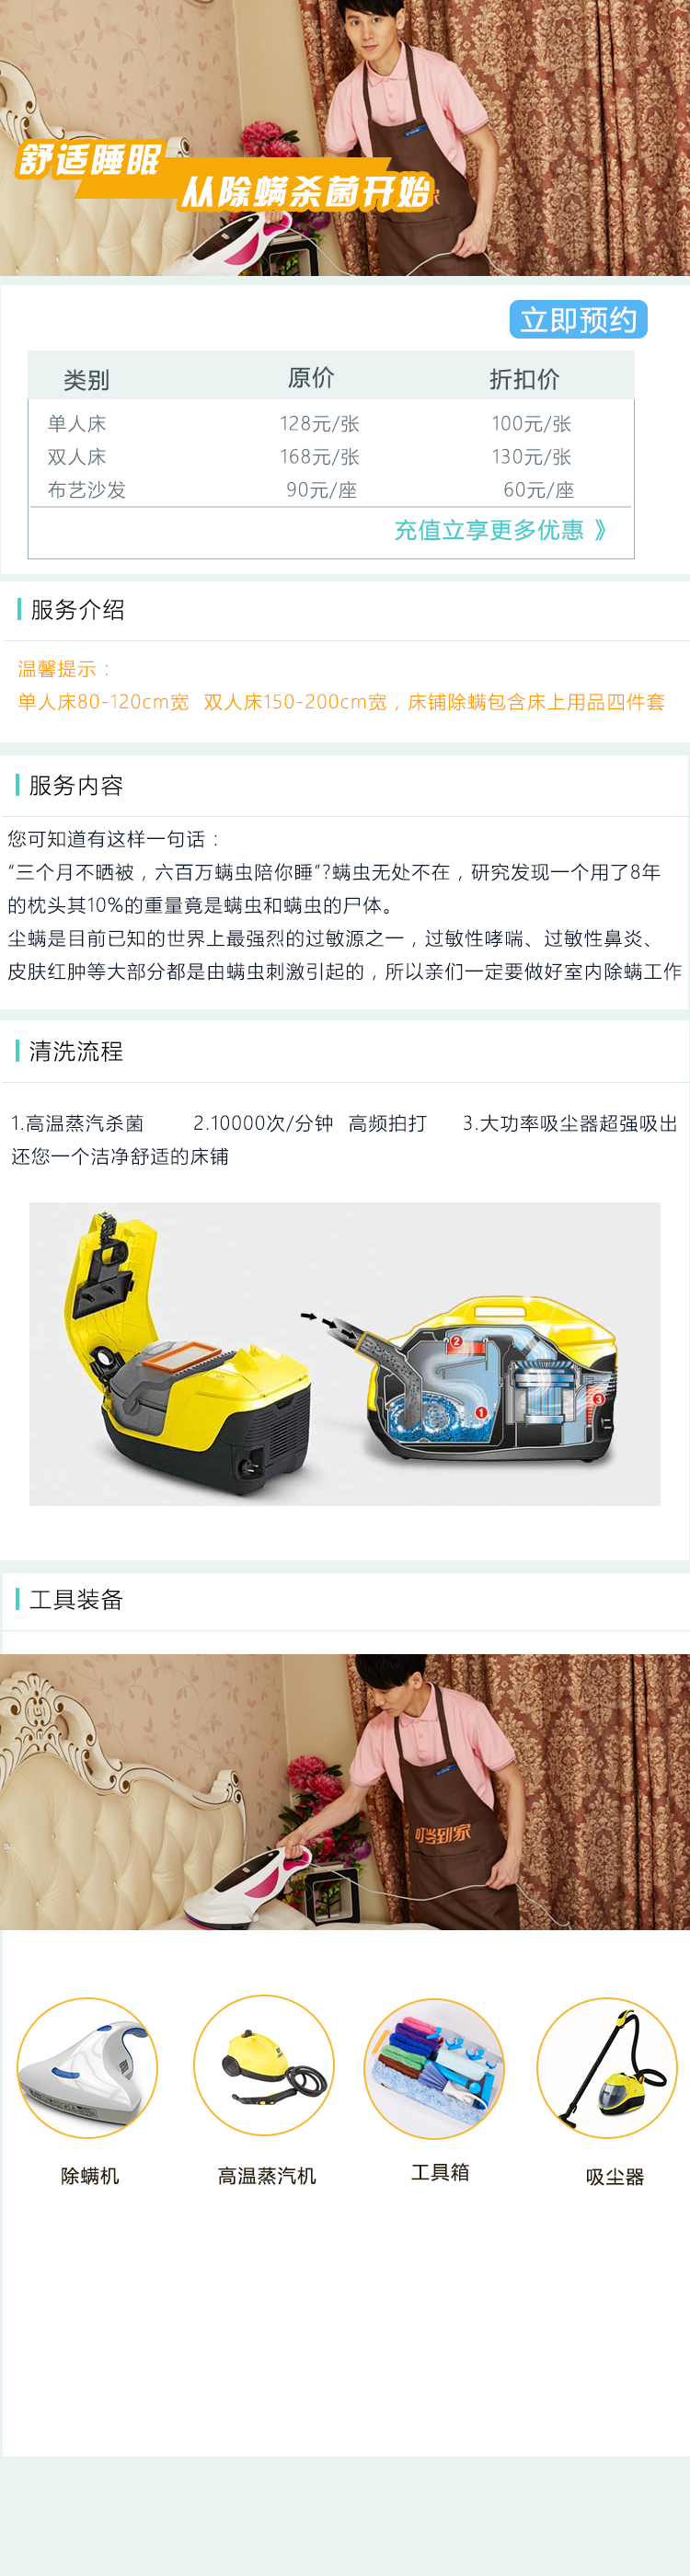 舒适睡眠
从除螨杀菌开始
立即预约
类别 原价 折扣价
单人床 128元/张 100元/张
双人床 168元/张 130元/张
布艺沙发 90元/座 60元/座
充值立享更多优惠 》
服务介绍
温馨提示：
单人床80-120cm宽 双人床150-200cm宽，床铺除螨包含床上用品四件套
服务内容
您可知道有这样一句话：
“三个月不晒被，六百万螨虫陪你睡”?螨虫无处不在，研究发现一个用了8年
的枕头其10%的重量竟是螨虫和螨虫的尸体。
尘螨是目前已知的世界上最强烈的过敏源之一，过敏性哮喘、过敏性鼻炎、
皮肤红肿等大部分都是由螨虫刺激引起的，所以亲们一定要做好室内除螨工作
清洗流程
1.高温蒸汽杀菌 2.10000次/分钟 高频拍打 3.大功率吸尘器超强吸出
还您一个洁净舒适的床铺
2
1
3
工具装备
叮当到家
除螨机 高温蒸汽机 工具箱 吸尘器